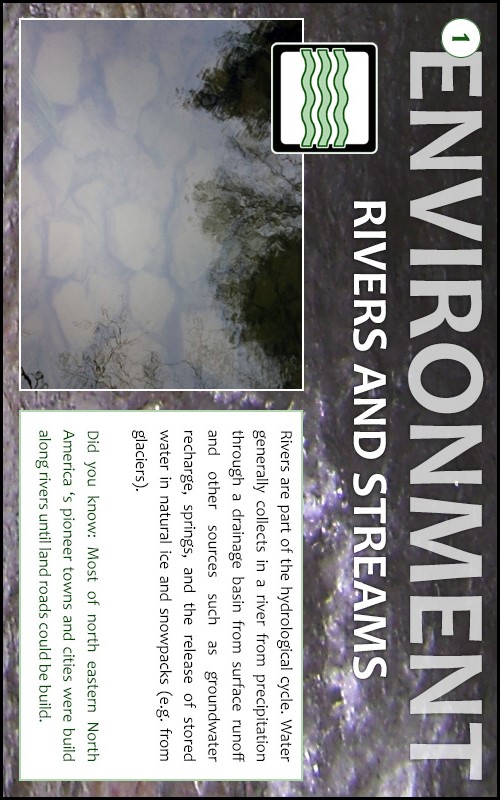 1
ENVIRONMENT
RIVERS AND STREAMS
Rivers are part of the hydrological cycle. Water
generally collects in a river from precipitation
through a drainage basin from surface runoff
and other sources such as groundwater
recharge, springs, and the release of stored
water in natural ice and snowpacks (e.g. from
glaciers).
Did you know: Most of north eastern North
America 's pioneer towns and cities were build
along rivers until land roads could be build.